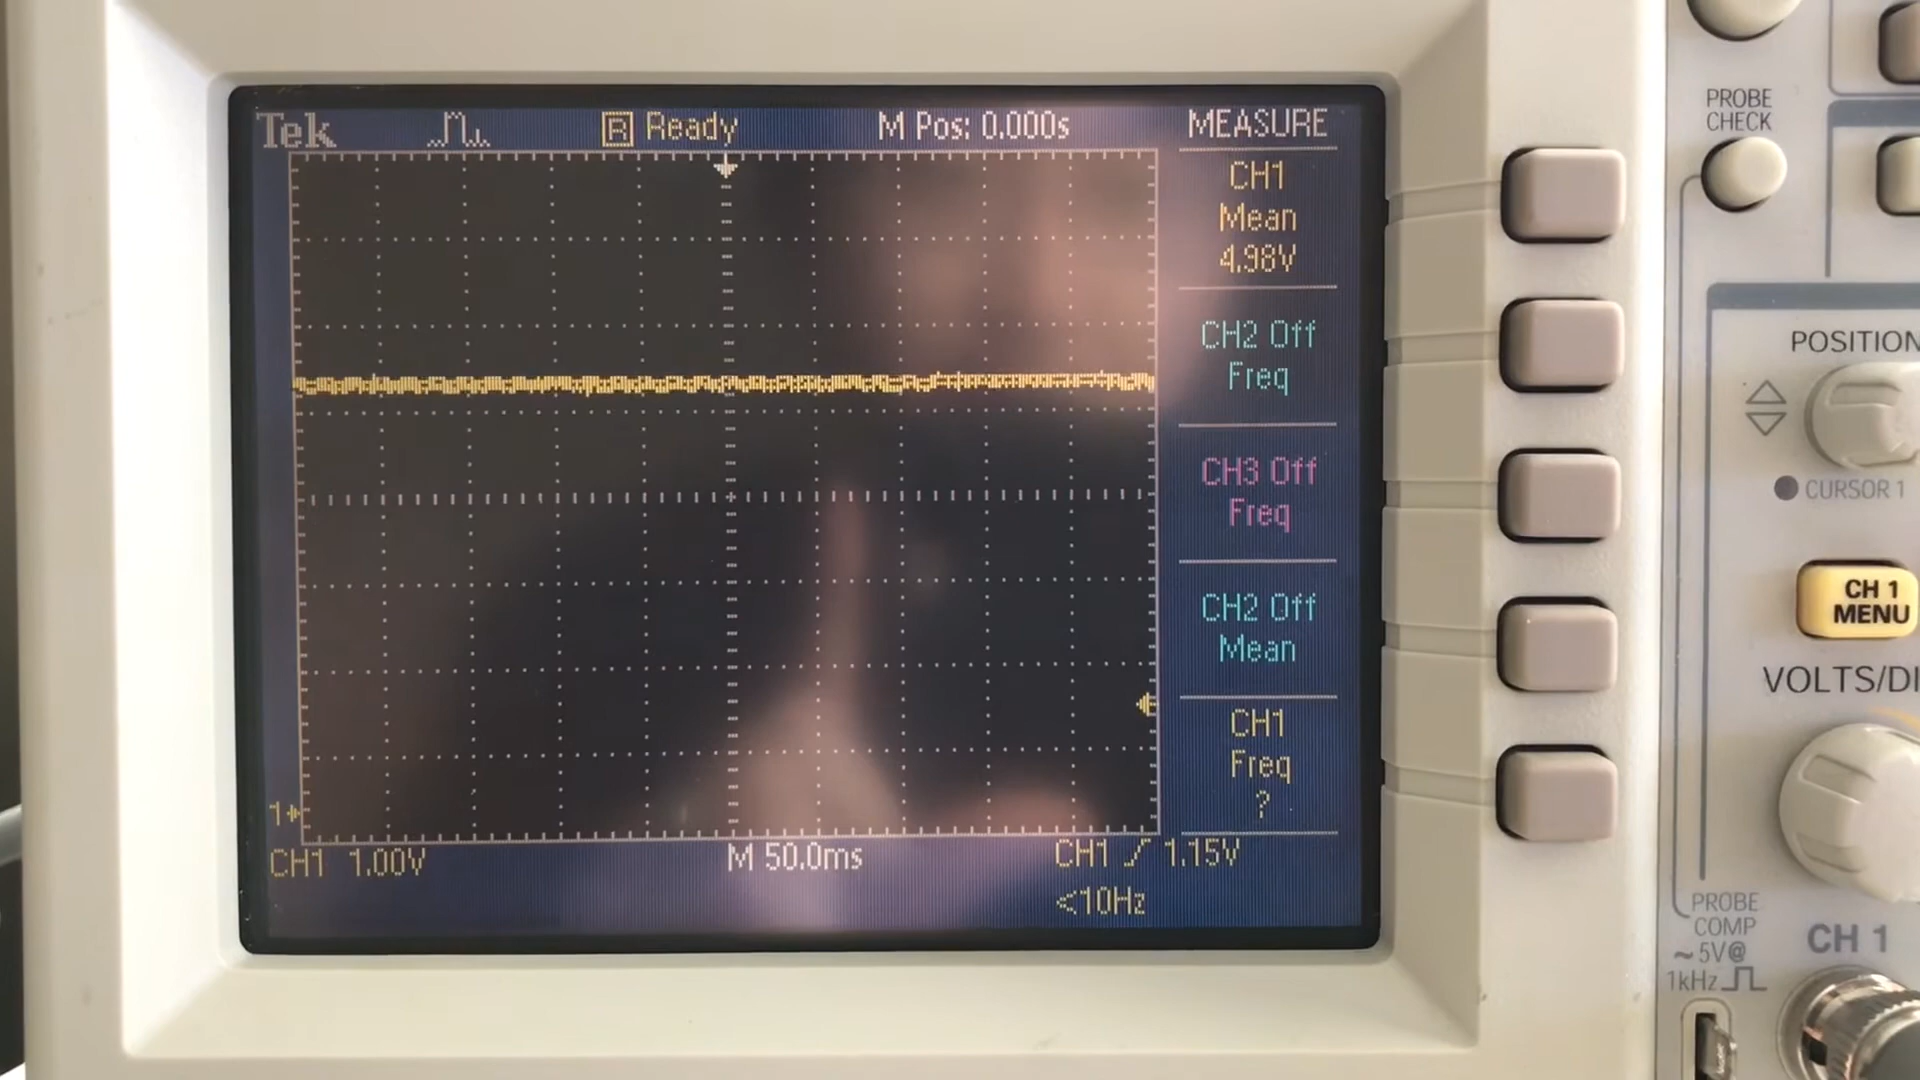 Tek
R Ready
M Pos: 0.000s
MEASURE
CH1
Mean
4.98V
CH2 Off
Freq
CH3 Off
Freq
CH2 Off
Mean
CH1
Freq
?
1
CH1 1.00V
M 50.0ms
CH1 1.15V
<10Hz
PROBE
CHECK
POSITION
CURSOR 1
CH 1
MENU
VOLTS/DI
PROBE
COMP
~5V@
1kHz
CH 1